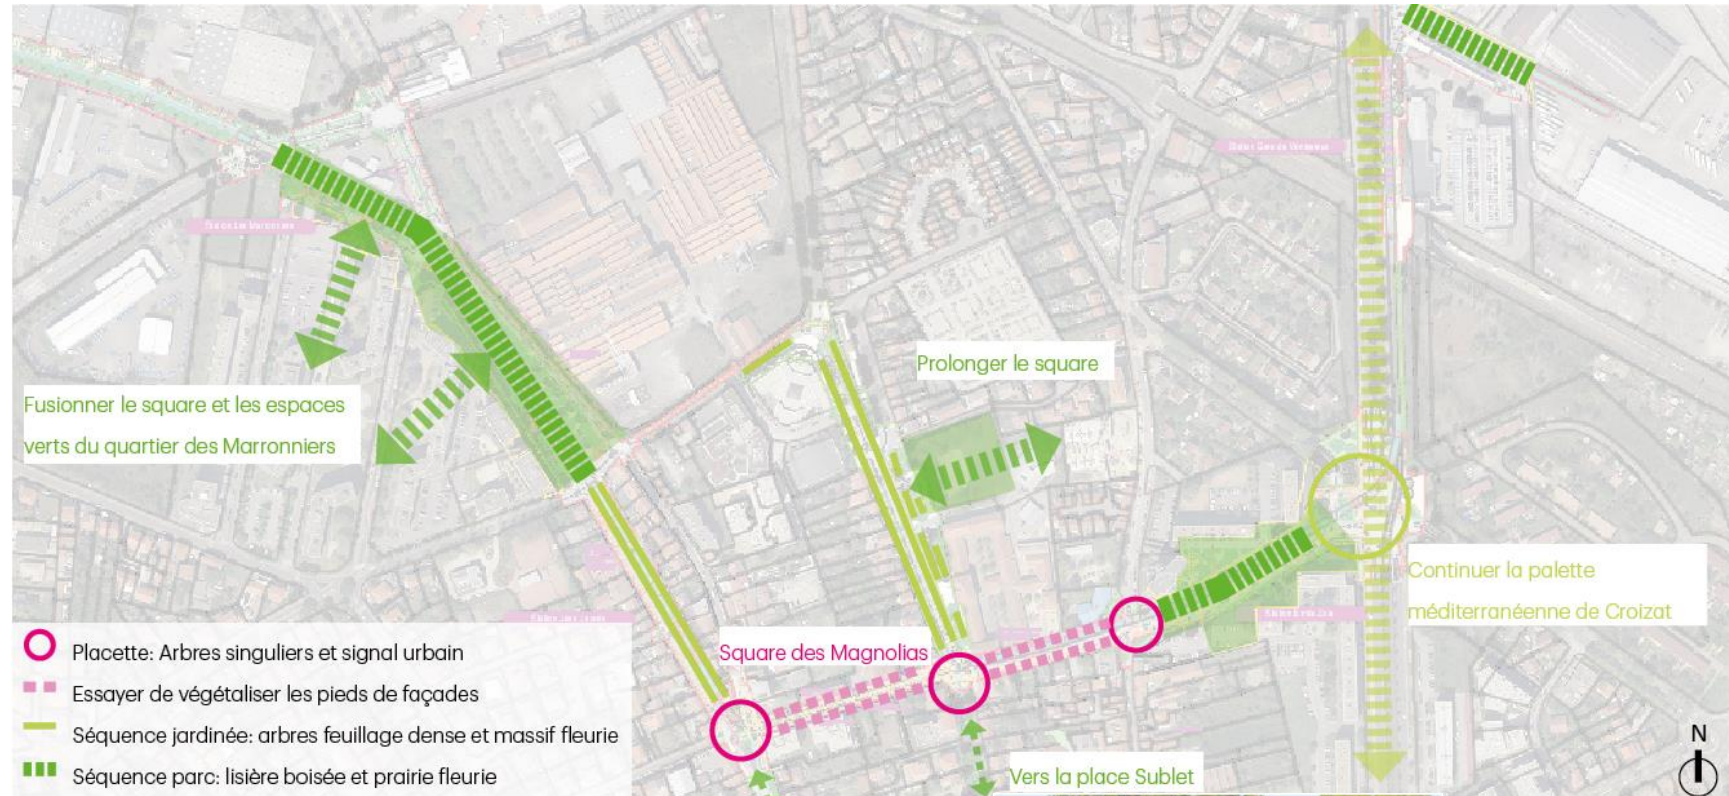 Prolonger le square
Fusionner le square et les espaces
verts du quartier des Marronniers
Continuer la palette
méditerranéenne de Croizat
Square des Magnolias
Vers la place Sublet
Placette: Arbres singuliers et signal urbain
Essayer de végétaliser les pieds de façades
Séquence jardinée: arbres feuillage dense et massif fleurie
Séquence parc: lisière boisée et prairie fleurie
N